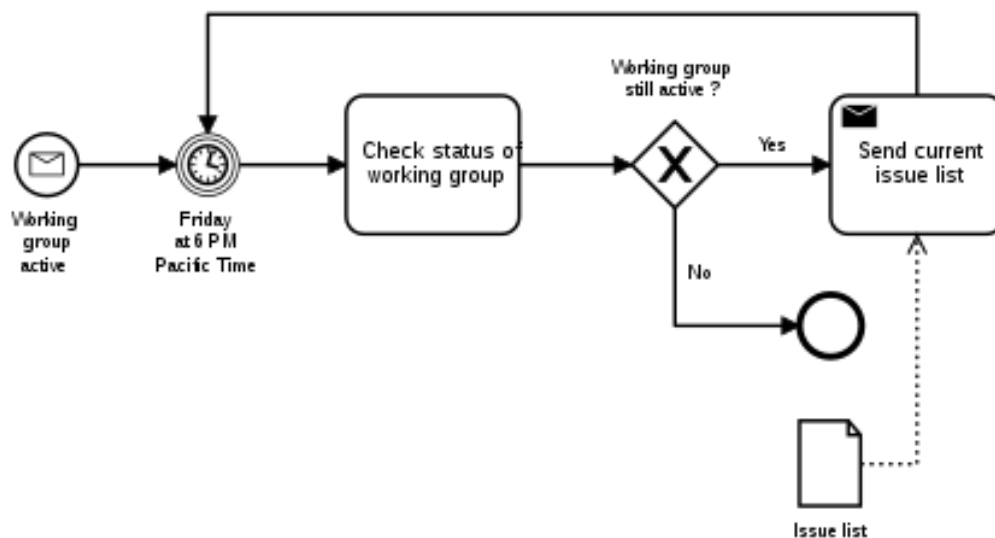 Working group
still active ?
Check status of
working group
Yes
Send current
issue list
Working
group
active
Friday
at 6 PM
Pacific Time
No
Issue list